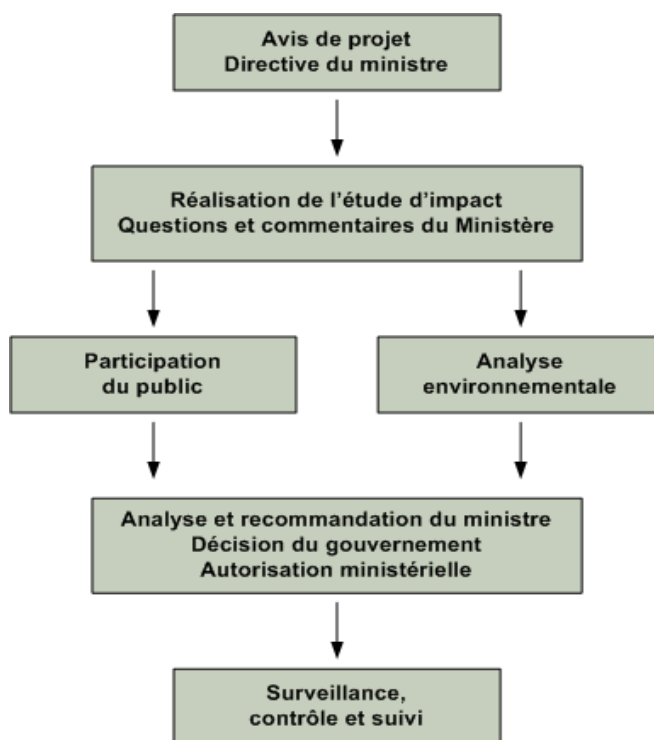 Avis de projet
Directive du ministre
Réalisation de l'étude d'impact
Questions et commentaires du Ministère
Participation
du public
Analyse
environnementale
Analyse et recommandation du ministre
Décision du gouvernement
Autorisation ministérielle
Surveillance,
contrôle et suivi